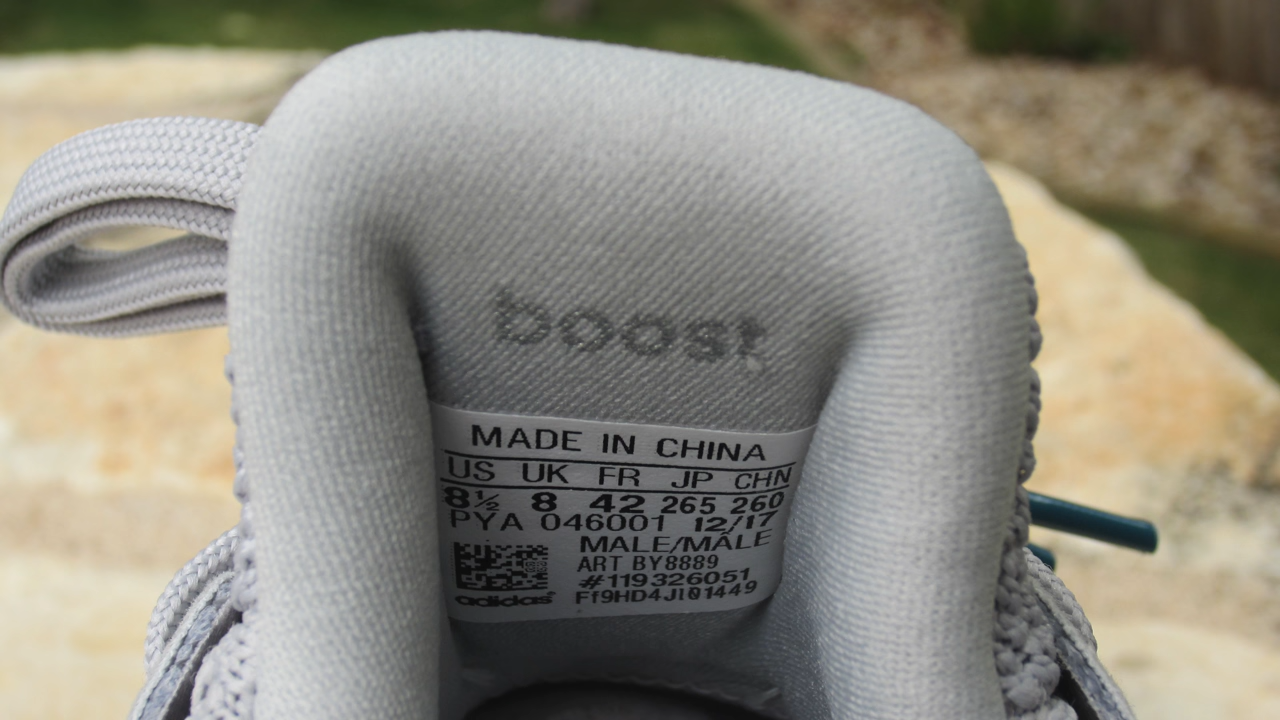 boost
MADE IN CHINA
US UK FR JP CHN
8½ 8 42 265 260
PYA 046001 12/17
MALE/MÂLE
ART BY8889
#119326051
Ff9HD4Jl01449
adidas